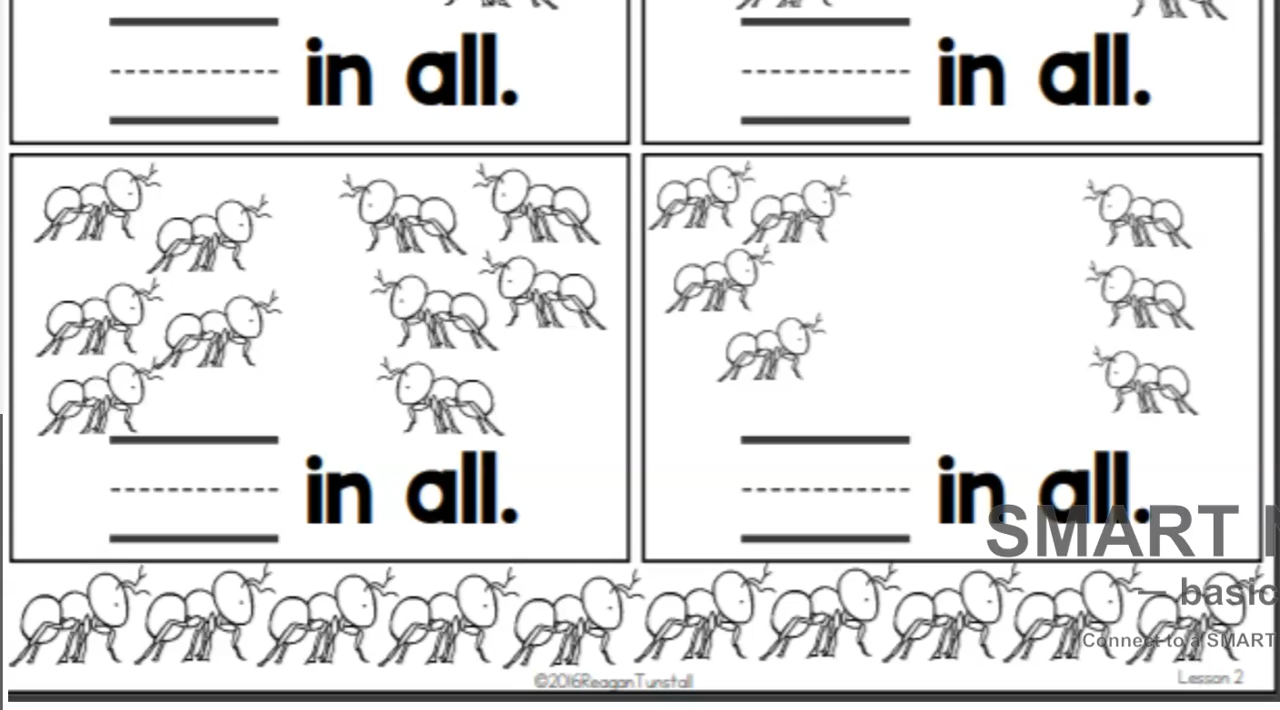 in all.
in all.
in all.
in all.
SMART
basic
Connect to a SMART
©2016ReaganTunstall
Lesson 2